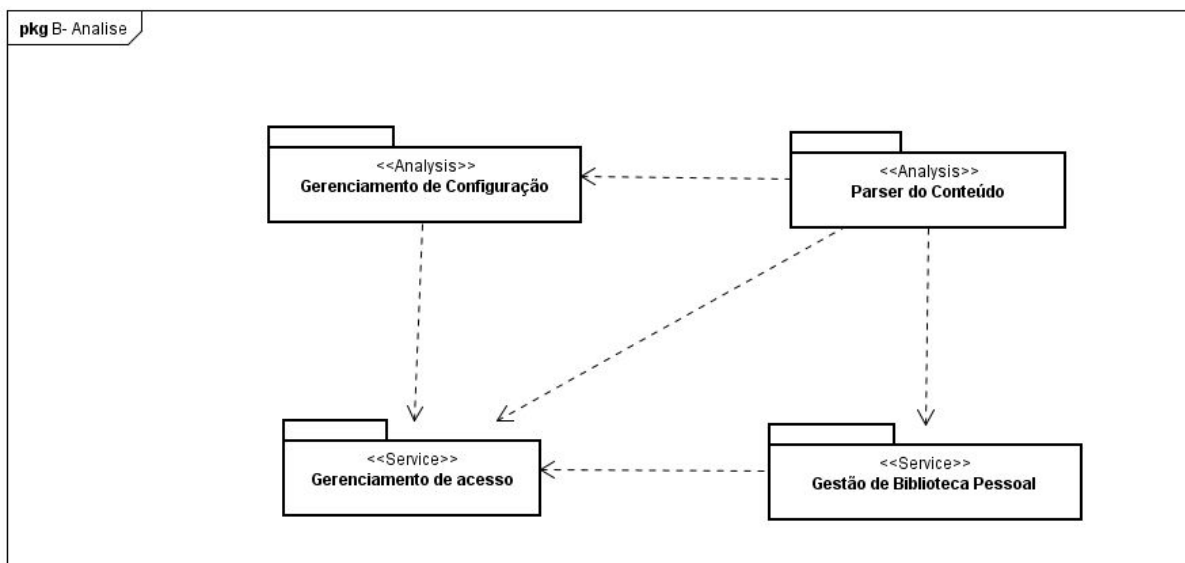 pkg B- Analise
<<Analysis>>
Gerenciamento de Configuração
<<Analysis>>
Parser do Conteúdo
<<Service>>
Gerenciamento de acesso
<<Service>>
Gestão de Biblioteca Pessoal